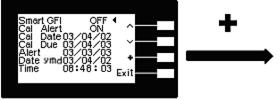 Smart GFI OFF
Cal Alert ON
Cal Date 03/04/02
Cal Due 03/04/03
Alert 03/03/03
Date ymd 02/04/02
Time 08:48:03
Exit